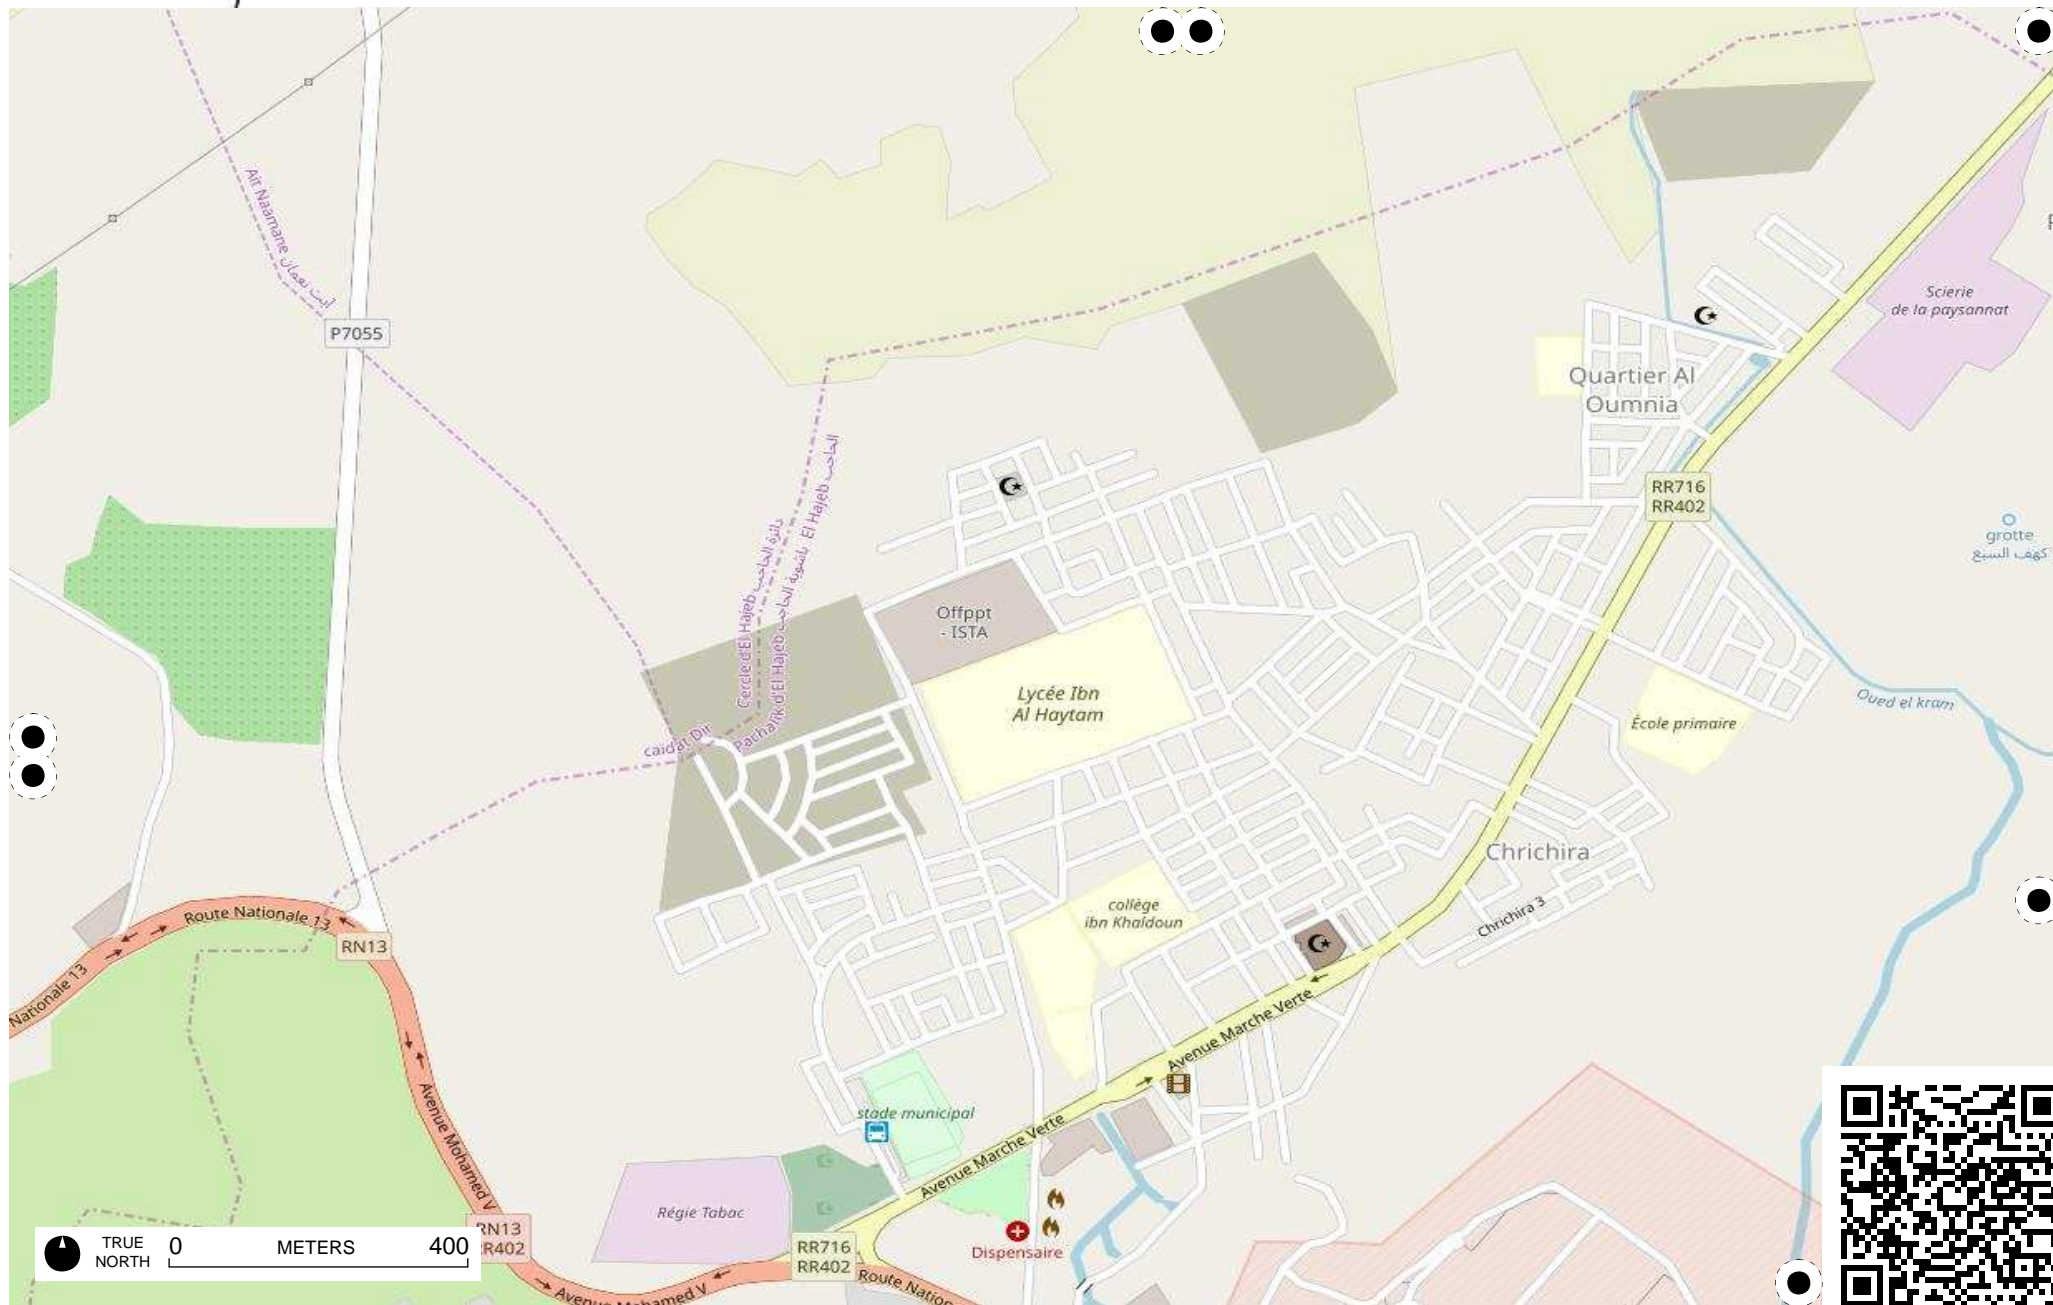 Ait Naamane آيت نعمان
P7055
Scierie
de la paysannat
Quartier Al
Oumnia
RR716
RR402
grotte
كهف السبع
Cercle d'El Hajeb دائرة الحاجب
Pachalik d'El Hajeb باشوية الحاجب
El Hajeb الحاجب
caïdat Dir
Offppt
- ISTA
Lycée Ibn
Al Haytam
École primaire
Oued el kram
Chrichira
Chrichira 3
collège
ibn Khaldoun
Route Nationale 13
RN13
Nationale 13
Avenue Marche Verte
Avenue Mohamed V
stade municipal
Avenue Marche Verte
Régie Tabac
Dispensaire
RN13
RR402
RR716
RR402
Route Nation
Avenue Mohamed V
TRUE
NORTH
0 METERS 400